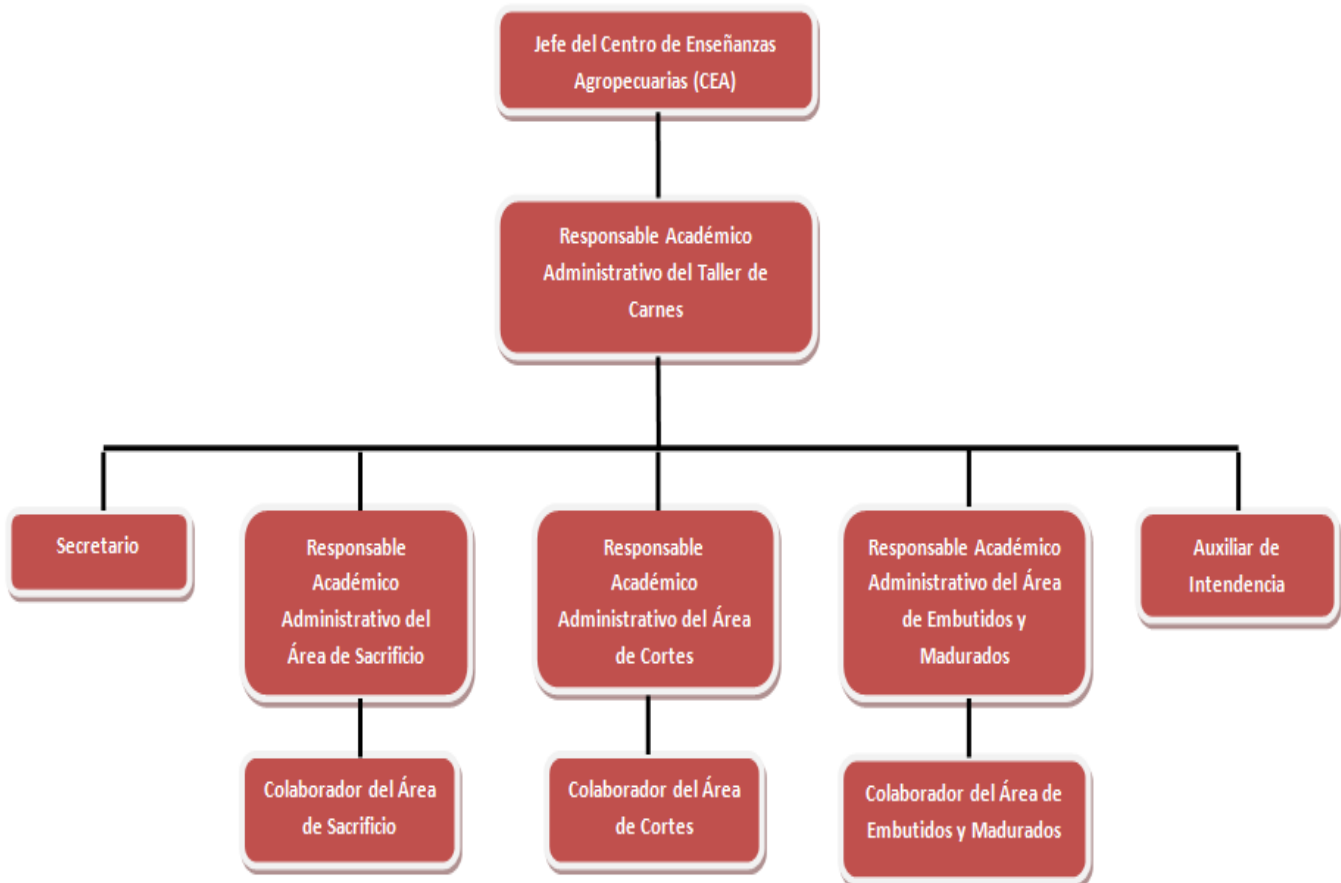 Jefe del Centro de Enseñanzas
Agropecuarias (CEA)
Responsable Académico
Administrativo del Taller de
Carnes
Secretario
Responsable
Académico
Administrativo del
Área de Sacrificio
Responsable
Académico
Administrativo del Área
de Cortes
Responsable Académico
Administrativo del Área
de Embutidos y
Madurados
Auxiliar de
Intendencia
Colaborador del Área
de Sacrificio
Colaborador del Área
de Cortes
Colaborador del Área de
Embutidos y Madurados